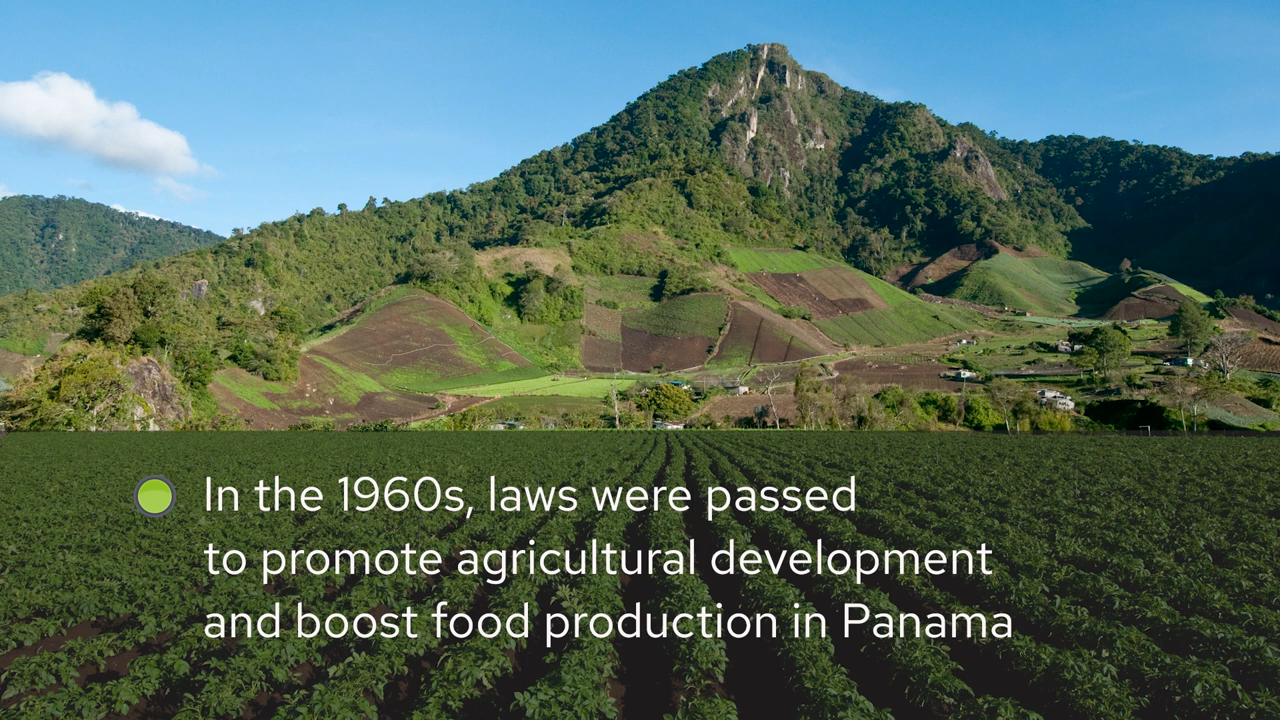 In the 1960s, laws were passed
to promote agricultural development
and boost food production in Panama